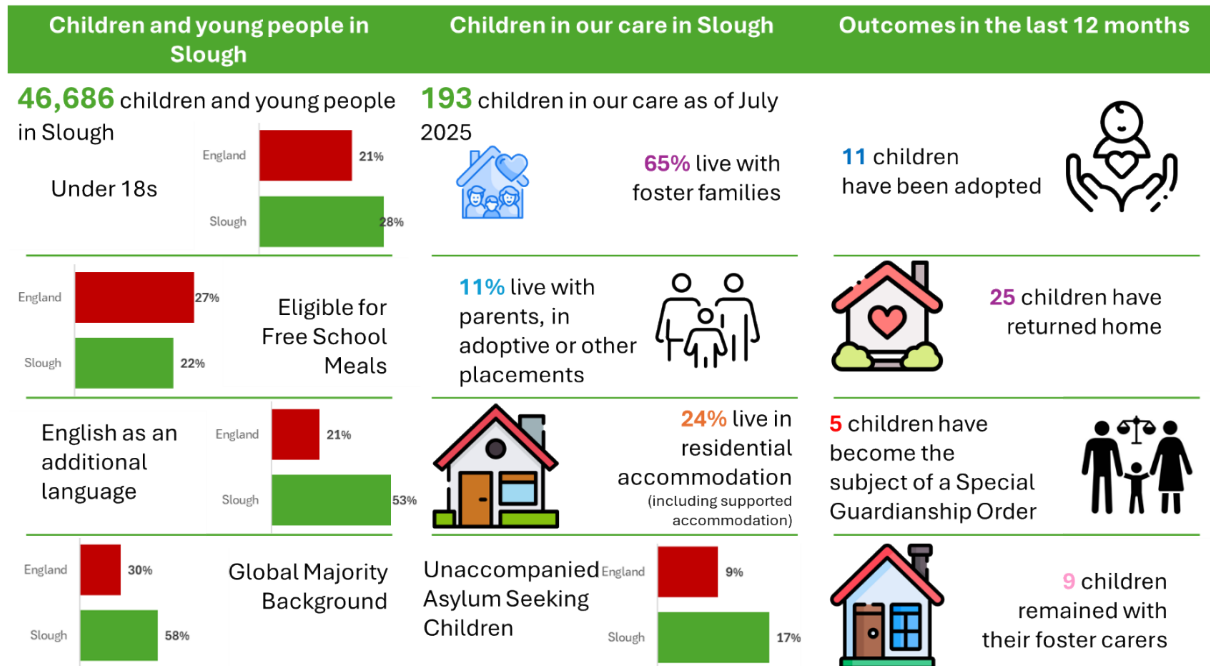 Children and young people in
Slough
46,686 children and young people
in Slough
Under 18s
England
21%
Slough
28%
England
27%
Slough
22%
Eligible for
Free School
Meals
English as an
additional
language
England
21%
Slough
53%
England
30%
Slough
58%
Global Majority
Background
Children in our care in Slough
193 children in our care as of July
2025
65% live with
foster families
11% live with
parents, in
adoptive or other
placements
24% live in
residential
accommodation
(including supported
accommodation)
Unaccompanied
Asylum Seeking
Children
England
9%
Slough
17%
Outcomes in the last 12 months
11 children
have been adopted
25 children have
returned home
5 children have
become the
subject of a Special
Guardianship Order
9 children
remained with
their foster carers